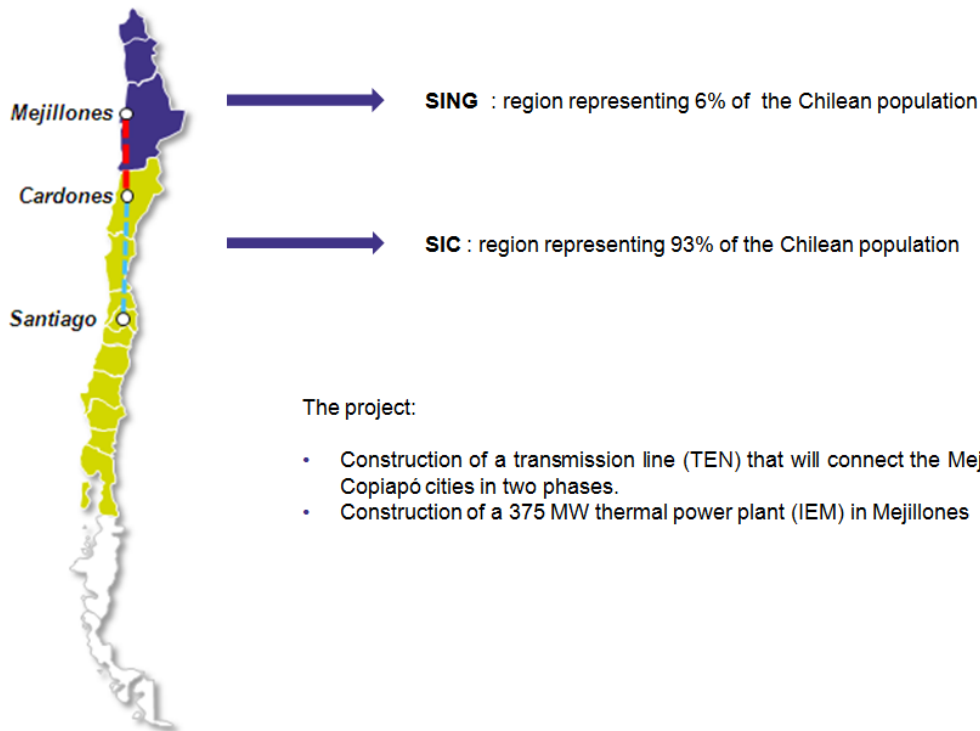 Mejillones
SING : region representing 6% of the Chilean population
Cardones
SIC : region representing 93% of the Chilean population
Santiago
The project:
• Construction of a transmission line (TEN) that will connect the
Copiapó cities in two phases.
• Construction of a 375 MW thermal power plant (IEM) in Mejillones